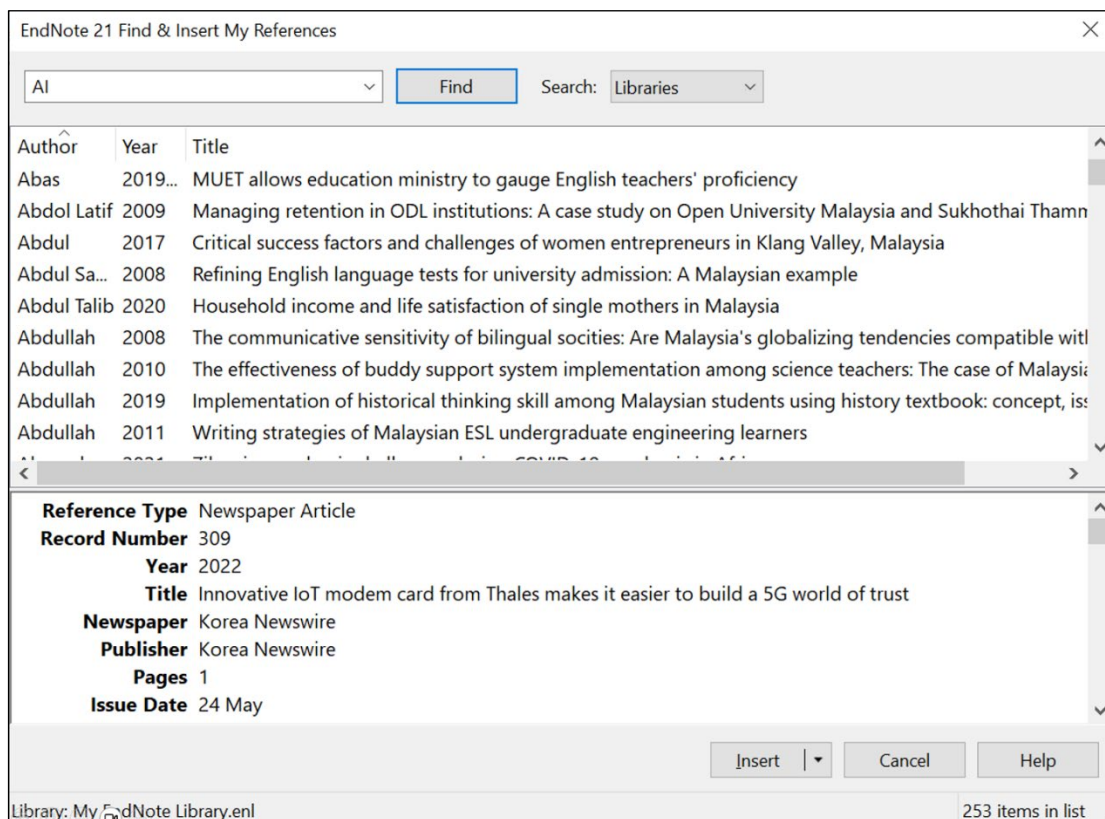 EndNote 21 Find & Insert My References
AI
Find
Search:
Libraries
Author Year Title
Abas 2019... MUET allows education ministry to gauge English teachers' proficiency
Abdol Latif 2009 Managing retention in ODL institutions: A case study on Open University Malaysia and Sukhothai Thamm
Abdul 2017 Critical success factors and challenges of women entrepreneurs in Klang Valley, Malaysia
Abdul Sa... 2008 Refining English language tests for university admission: A Malaysian example
Abdul Talib 2020 Household income and life satisfaction of single mothers in Malaysia
Abdullah 2008 The communicative sensitivity of bilingual socities: Are Malaysia's globalizing tendencies compatible with
Abdullah 2010 The effectiveness of buddy support system implementation among science teachers: The case of Malaysia
Abdullah 2019 Implementation of historical thinking skill among Malaysian students using history textbook: concept, iss
Abdullah 2011 Writing strategies of Malaysian ESL undergraduate engineering learners
Reference Type Newspaper Article
Record Number 309
Year 2022
Title Innovative IoT modem card from Thales makes it easier to build a 5G world of trust
Newspaper Korea Newswire
Publisher Korea Newswire
Pages 1
Issue Date 24 May
Insert
Cancel
Help
Library: My EndNote Library.enl
253 items in list